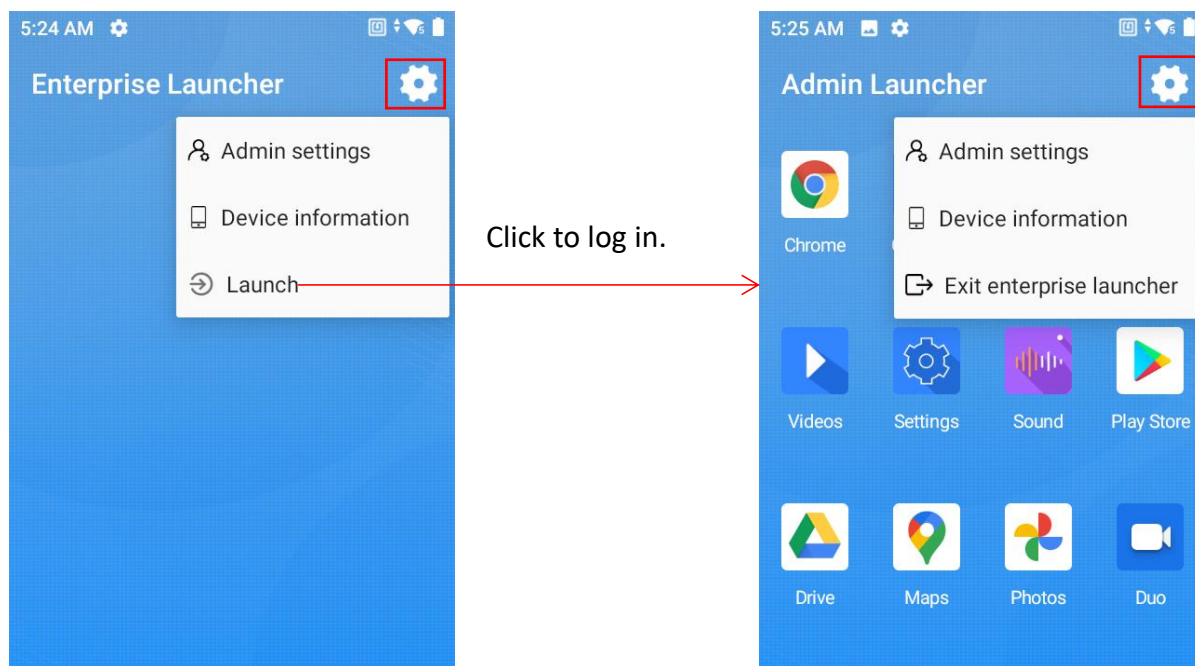 5:24 AM
Enterprise Launcher
Admin settings
Device information
Launch
Click to log in.
5:25 AM
Admin Launcher
Admin settings
Device information
Exit enterprise launcher
Chrome
Videos
Settings
Sound
Play Store
Drive
Maps
Photos
Duo